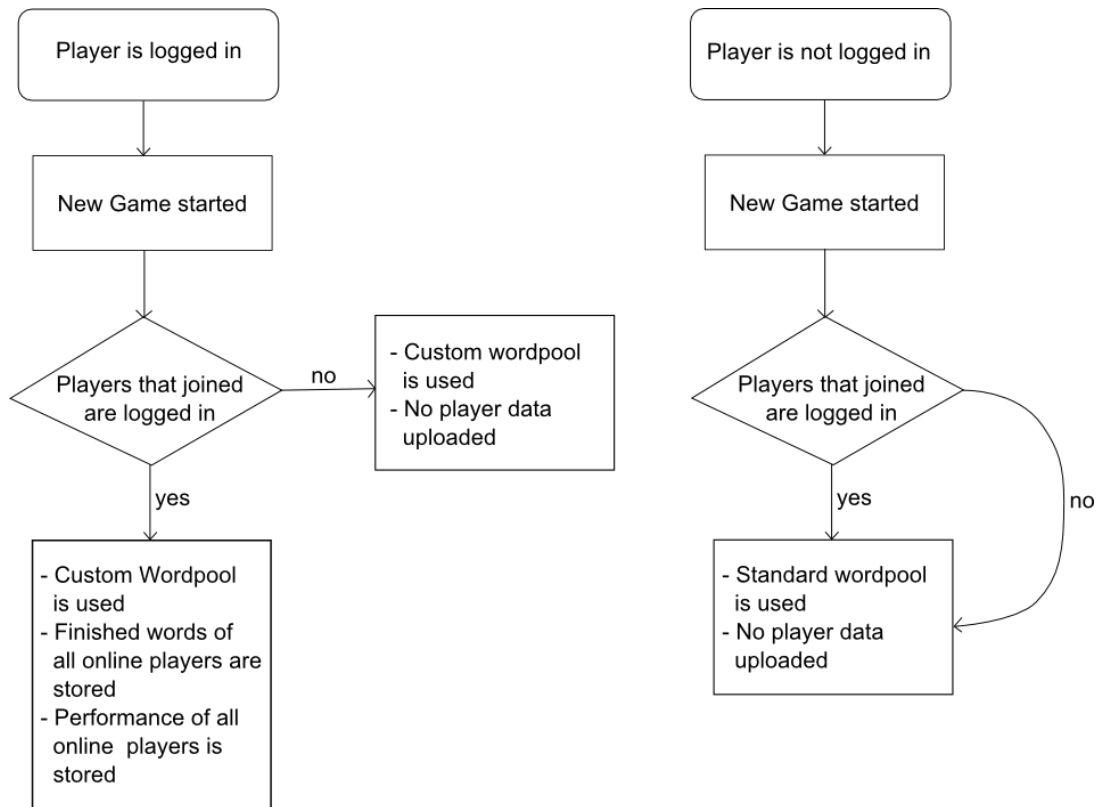 Player is logged in
New Game started
Players that joined
are logged in
no
- Custom wordpool
is used
- No player data
uploaded
yes
- Custom Wordpool
is used
- Finished words of
all online players are
stored
- Performance of all
online  players is
stored
Player is not logged in
New Game started
Players that joined
are logged in
yes
no
- Standard wordpool
is used
- No player data
uploaded